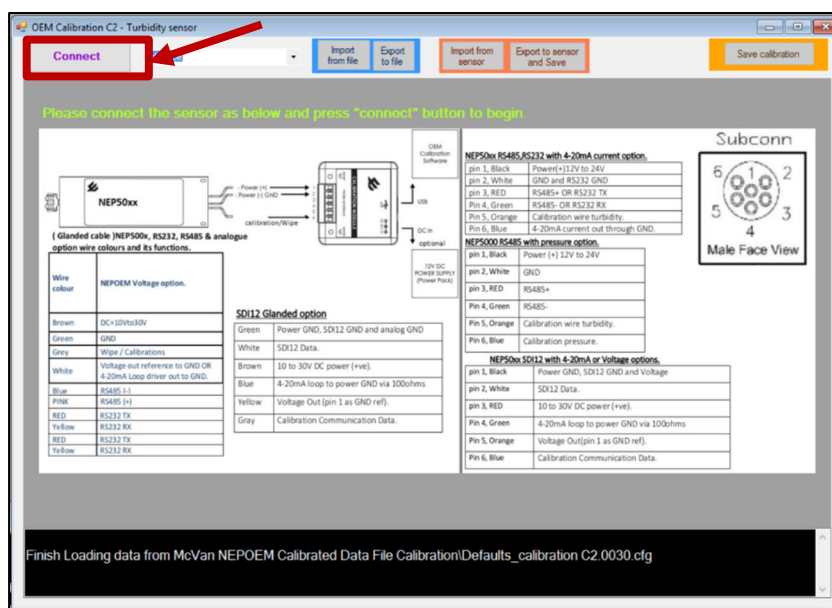 OEM Calibration C2 - Turbidity sensor
Connect
Import from file
Export to file
Import from sensor
Export to sensor and Save
Save calibration
Please connect the sensor as below and press "connect" button to begin.
NEP50xx
- Power (+)
- Power (-) GND
calibration/Wipe
OEM
Calibration
Software
USB
DC In
optional
12V DC
POWER SUPPLY
(Power Pack)
( Glanded cable )NEP500x, RS232, RS485 & analogue
option wire colours and its functions.
Wire colour NEPOEM Voltage option.
Brown DC+10Vto30V
Green GND
Grey Wipe / Calibrations
White Voltage out reference to GND OR 4-20mA Loop driver out to GND.
Blue RS485 (-)
PINK RS485 (+)
RED RS232 TX
Yellow RS232 RX
RED RS232 TX
Yellow RS232 RX
SDI12 Glanded option
Green Power GND, SDI12 GND and analog GND
White SDI12 Data.
Brown 10 to 30V DC power (+ve).
Blue 4-20mA loop to power GND via 100ohms
Yellow Voltage Out (pin 1 as GND ref).
Gray Calibration Communication Data.
NEP50xx RS485,RS232 with 4-20mA current option.
pin 1, Black Power(+)12V to 24V
pin 2, White GND and RS232 GND
pin 3, RED RS485+ OR RS232 TX
Pin 4, Green RS485- OR RS232 RX
Pin 5, Orange Calibration wire turbidity.
Pin 6, Blue 4-20mA current out through GND.
NEP5000 RS485 with pressure option.
pin 1, Black Power (+) 12V to 24V
pin 2, White GND
pin 3, RED RS485+
Pin 4, Green RS485-
Pin 5, Orange Calibration wire turbidity.
Pin 6, Blue Calibration pressure.
NEP50xx SDI12 with 4-20mA or Voltage options.
pin 1, Black Power GND, SDI12 GND and Voltage
pin 2, White SDI12 Data.
pin 3, RED 10 to 30V DC power (+ve).
Pin 4, Green 4-20mA loop to power GND via 100ohms
Pin 5, Orange Voltage Out(pin 1 as GND ref).
Pin 6, Blue Calibration Communication Data.
Subconn
6 1 2
5 3
4
Male Face View
Finish Loading data from McVan NEPOEM Calibrated Data File Calibration\Defaults_calibration C2.0030.cfg